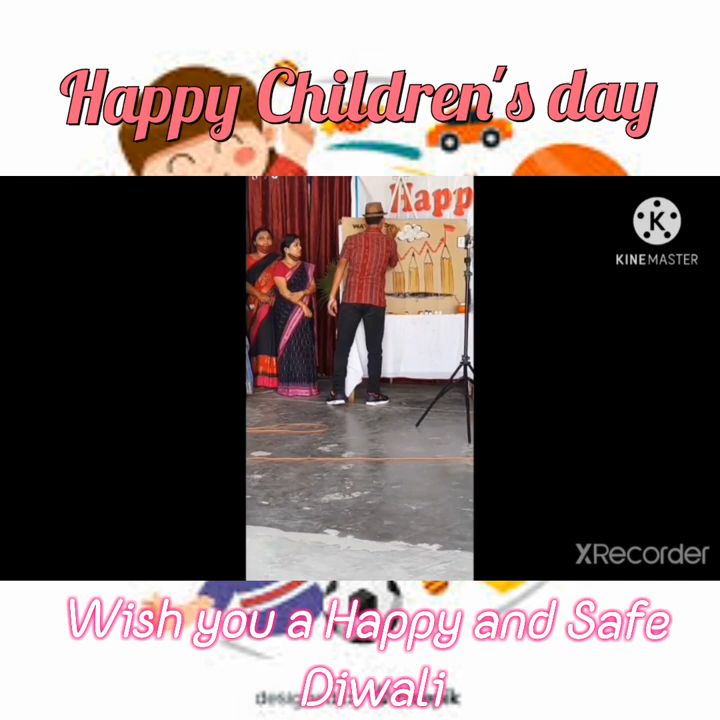 Happy Children's day
Happ
KINEMASTER
XRecorder
Wish you a Happy and Safe
Diwali